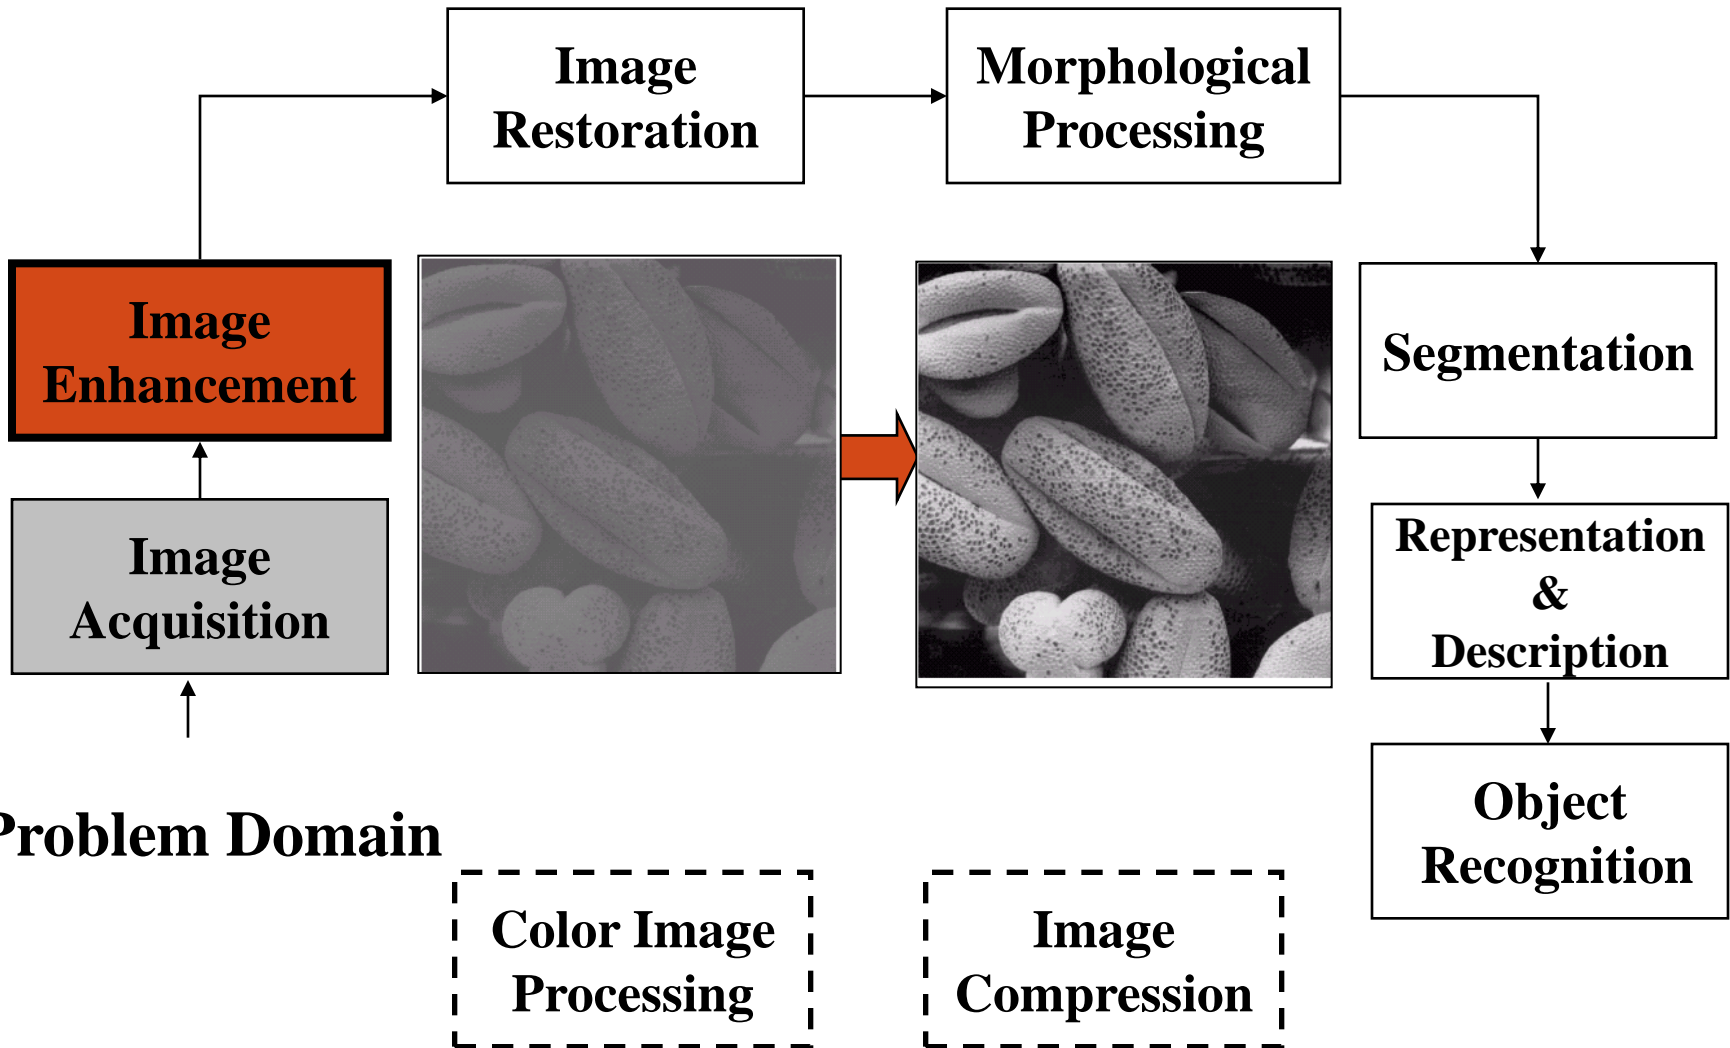 Image
Restoration
Morphological
Processing
Image
Enhancement
Segmentation
Image
Acquisition
Representation
&
Description
Problem Domain
Object
Recognition
Color Image
Processing
Image
Compression